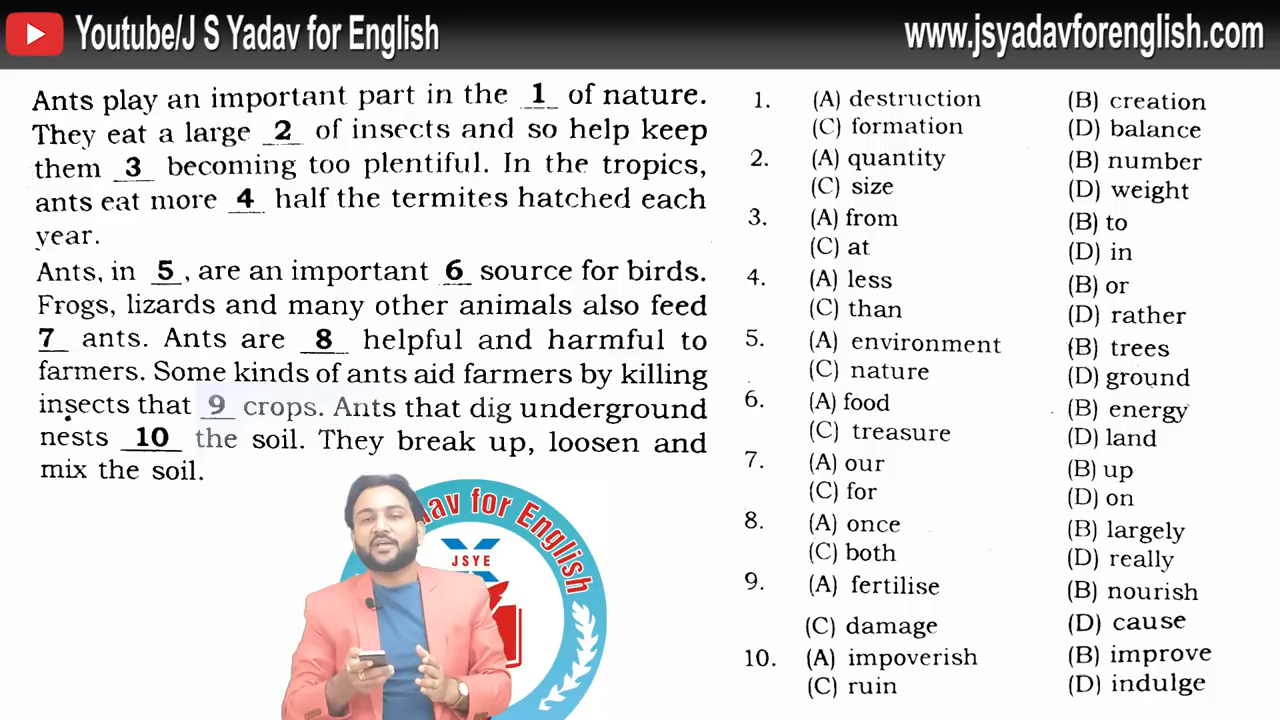 Youtube/J S Yadav for English
www.jsyadavforenglish.com
Ants play an important part in the 1 of nature.
They eat a large 2 of insects and so help keep
them 3 becoming too plentiful. In the tropics,
ants eat more 4 half the termites hatched each
year.
Ants, in 5, are an important 6 source for birds.
Frogs, lizards and many other animals also feed
7 ants. Ants are 8 helpful and harmful to
farmers. Some kinds of ants aid farmers by killing
insects that 9 crops. Ants that dig underground
nests 10 the soil. They break up, loosen and
mix the soil.
1. (A) destruction (B) creation
(C) formation (D) balance
2. (A) quantity (B) number
(C) size (D) weight
3. (A) from (B) to
(C) at (D) in
4. (A) less (B) or
(C) than (D) rather
5. (A) environment (B) trees
(C) nature (D) ground
6. (A) food (B) energy
(C) treasure (D) land
7. (A) our (B) up
(C) for (D) on
8. (A) once (B) largely
(C) both (D) really
9. (A) fertilise (B) nourish
(C) damage (D) cause
10. (A) impoverish (B) improve
(C) ruin (D) indulge
for English
JSYE